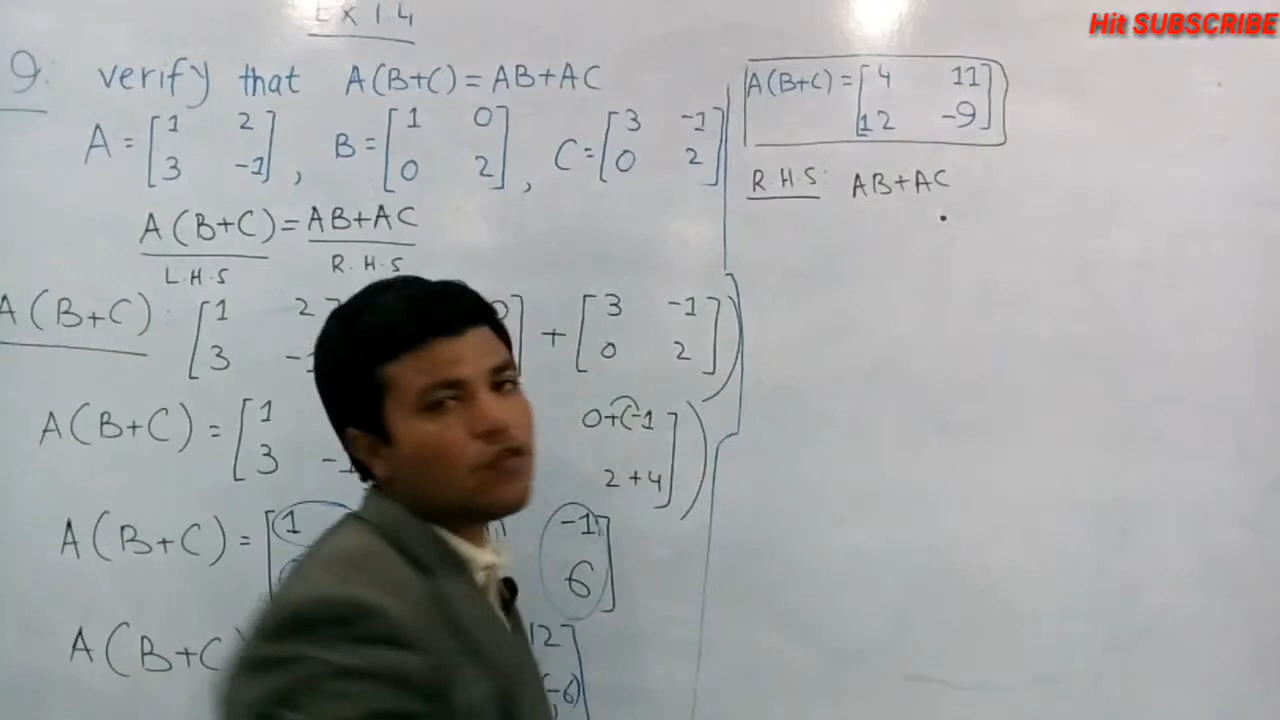 Hit SUBSCRIBE
EX 1.4
9. verify that A(B+C)=AB+AC
A = [1 2
3 -1], B = [1 0
0 2], C = [3 -1
0 2]
A(B+C)=AB+AC
L.H.S R.H.S
A(B+C): [1 2
3 -1 0] + [3 -1
0 2])
A(B+C) = [1 0+(-1
3 -1 2+4])
A(B+C) = [1 -1
6]
A(B+C) 12]
(-6)
A(B+C) = [4 11
12 -9]
R.H.S: AB+AC